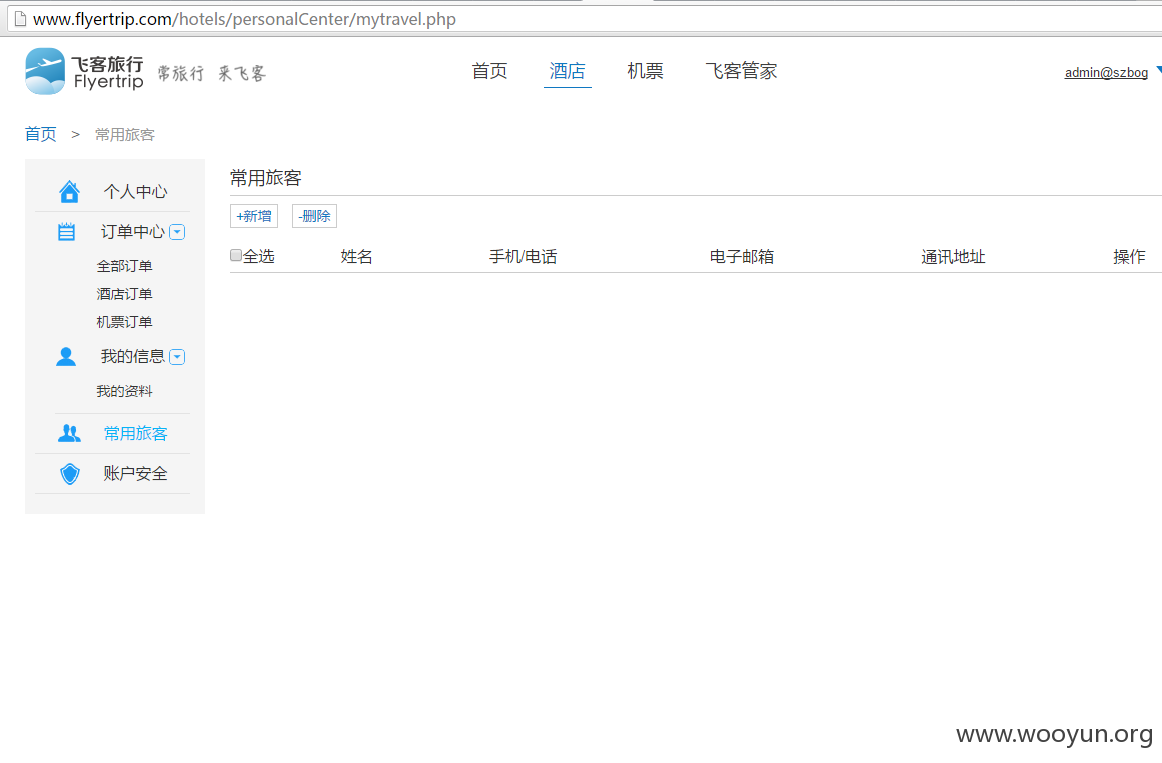 www.flyertrip.com/hotels/personalCenter/mytravel.php
飞客旅行
Flyertrip
常旅行 来飞客
首页 酒店 机票 飞客管家
admin@szbog
首页 > 常用旅客
个人中心
订单中心
全部订单
酒店订单
机票订单
我的信息
我的资料
常用旅客
账户安全
常用旅客
+新增 -删除
全选 姓名 手机/电话 电子邮箱 通讯地址 操作
www.wooyun.org